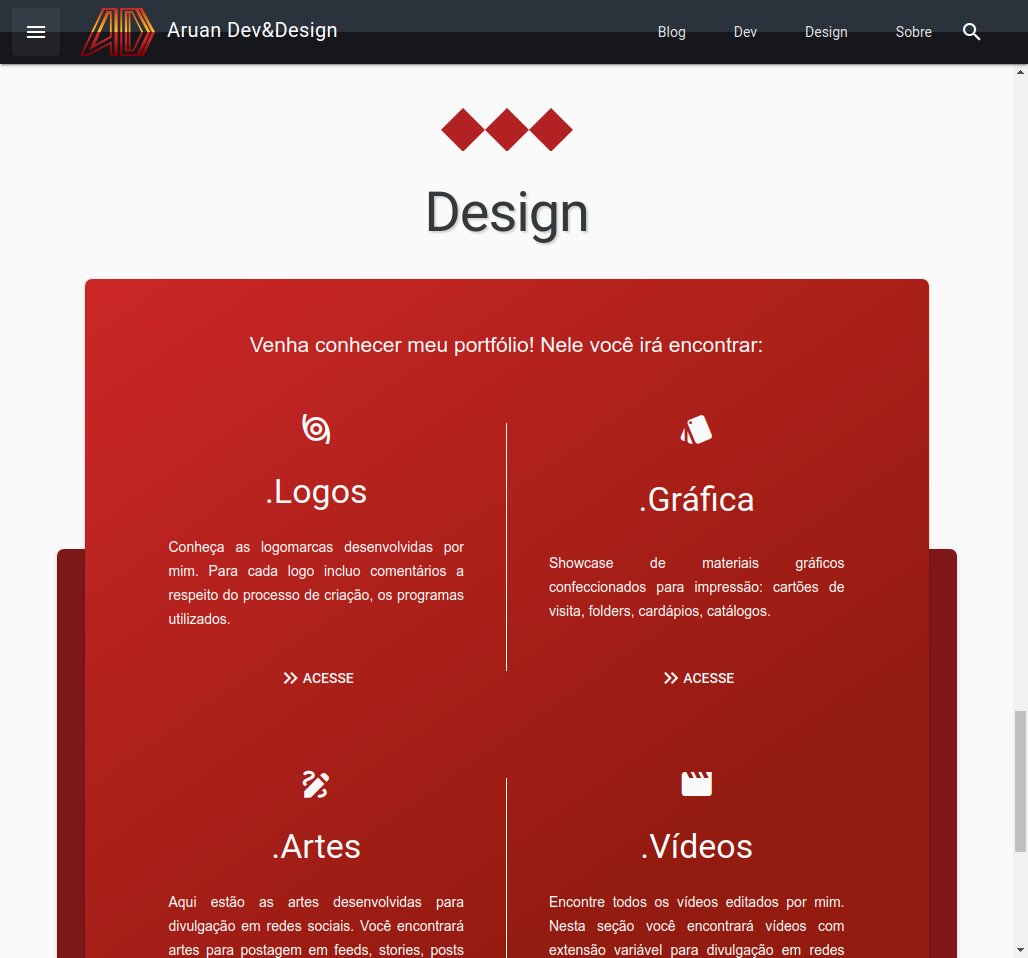 AD
Aruan Dev&Design
Blog
Dev
Design
Sobre
Design
Venha conhecer meu portfólio! Nele você irá encontrar:
.Logos
Conheça as logomarcas desenvolvidas por
mim. Para cada logo incluo comentários a
respeito do processo de criação, os programas
utilizados.
ACESSE
.Gráfica
Showcase de materiais gráficos
confeccionados para impressão: cartões de
visita, folders, cardápios, catálogos.
ACESSE
.Artes
Aqui estão as artes desenvolvidas para
divulgação em redes sociais. Você encontrará
artes para postagem em feeds, stories, posts
.Vídeos
Encontre todos os vídeos editados por mim.
Nesta seção você encontrará vídeos com
extensão variável para divulgação em redes